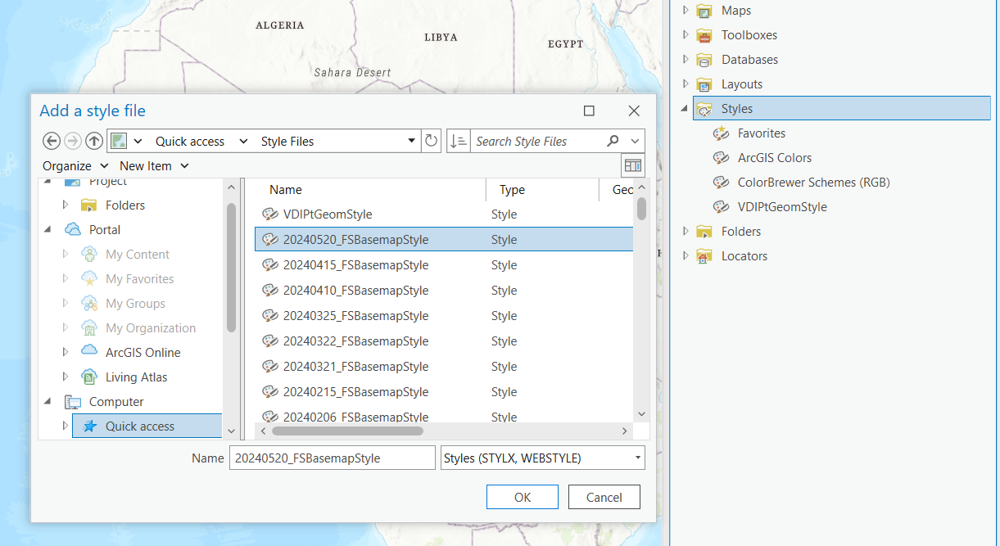 ALGERIA
LIBYA
EGYPT
Sahara Desert
Add a style file
Quick access
Style Files
Search Style Files
Organize
New Item
Project
Folders
Portal
My Content
My Favorites
My Groups
My Organization
ArcGIS Online
Living Atlas
Computer
Quick access
Name Type Geo
VDIPtGeomStyle Style
20240520_FSBasemapStyle Style
20240415_FSBasemapStyle Style
20240410_FSBasemapStyle Style
20240325_FSBasemapStyle Style
20240322_FSBasemapStyle Style
20240321_FSBasemapStyle Style
20240215_FSBasemapStyle Style
20240206_FSBasemapStyle Style
Name 20240520_FSBasemapStyle Styles (STYLX, WEBSTYLE)
OK Cancel
Maps
Toolboxes
Databases
Layouts
Styles
Favorites
ArcGIS Colors
ColorBrewer Schemes (RGB)
VDIPtGeomStyle
Folders
Locators